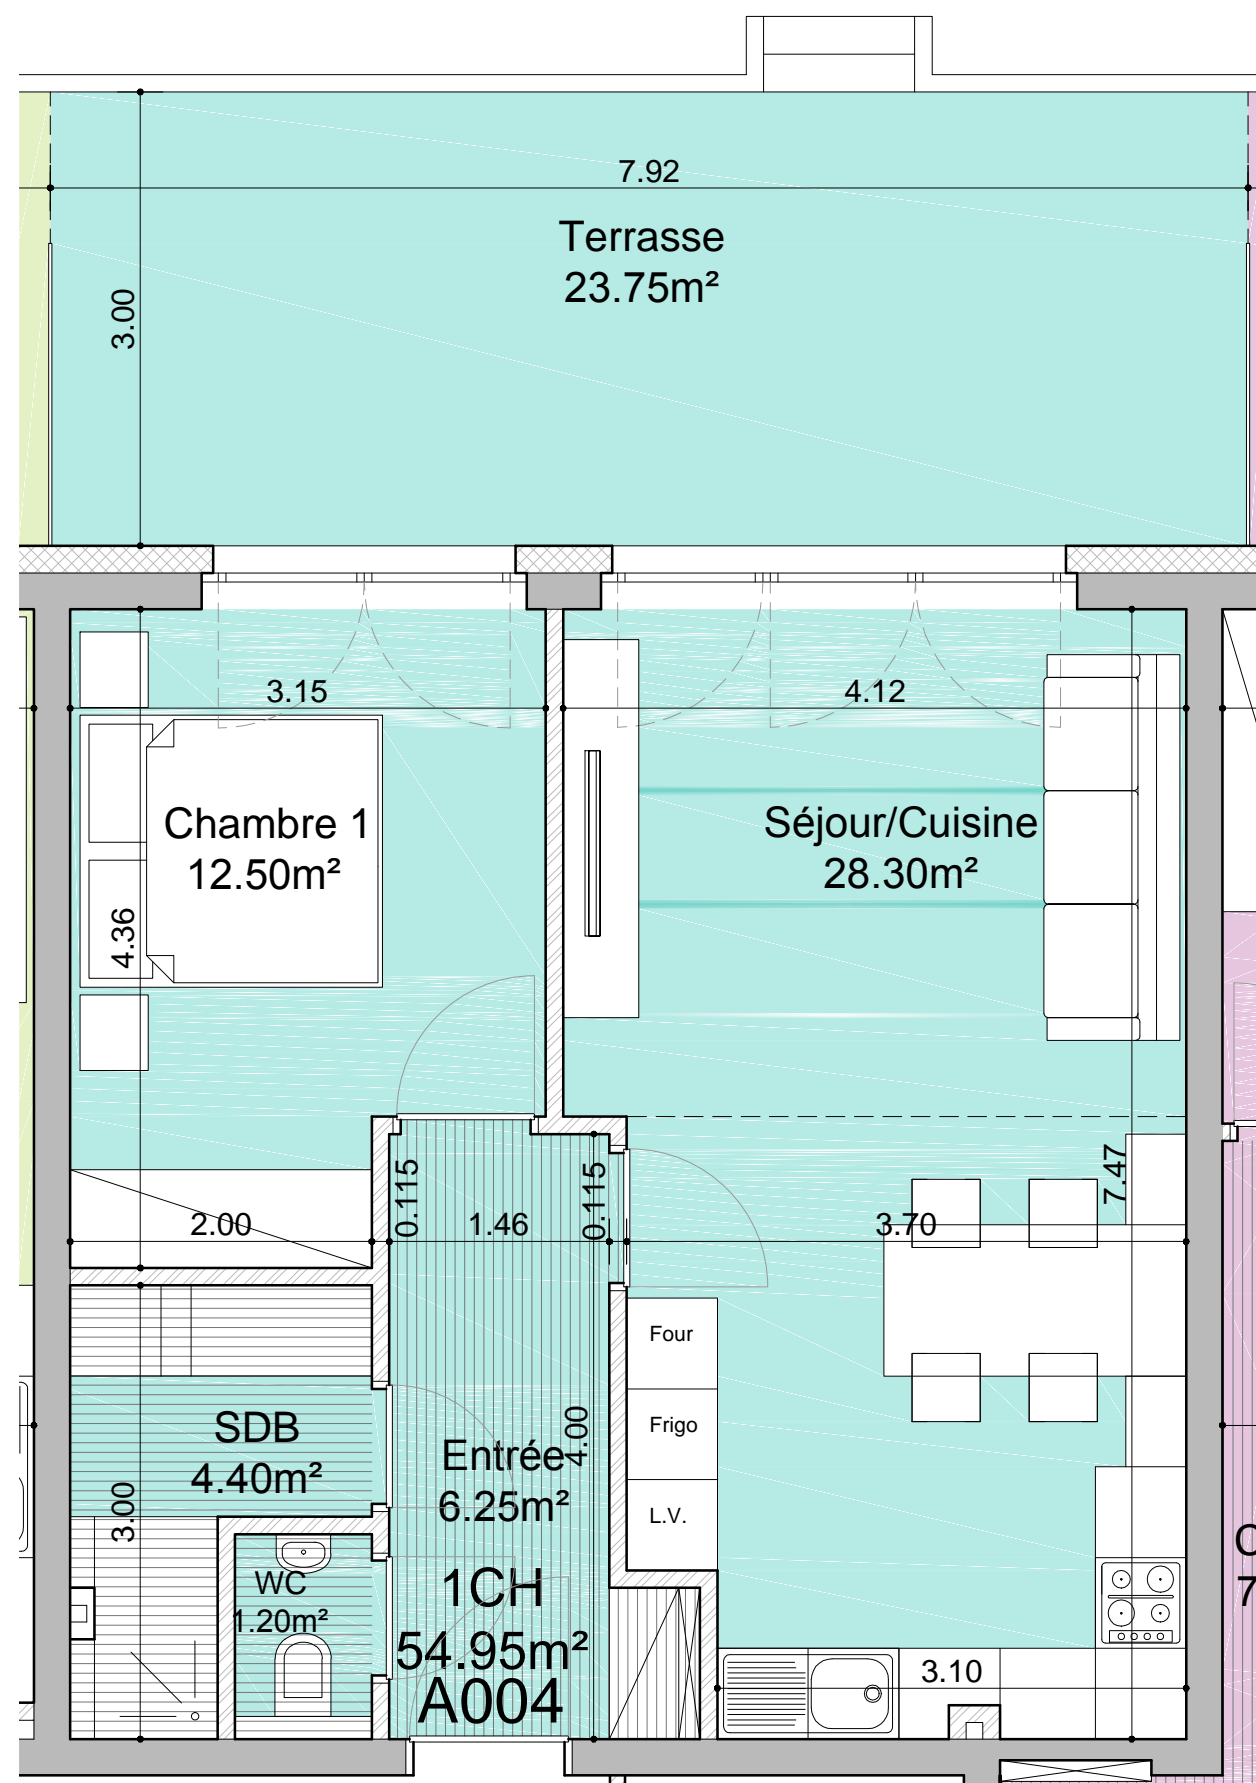 7.92
Terrasse
23.75m²
3.00
3.15
4.12
Chambre 1
12.50m²
Séjour/Cuisine
28.30m²
4.36
7.47
0.115
0.115
2.00
1.46
3.70
Four
Frigo
L.V.
SDB
4.40m²
Entrée
6.25m²
4.00
3.00
WC
1.20m²
1CH
54.95m²
A004
3.10
C
7